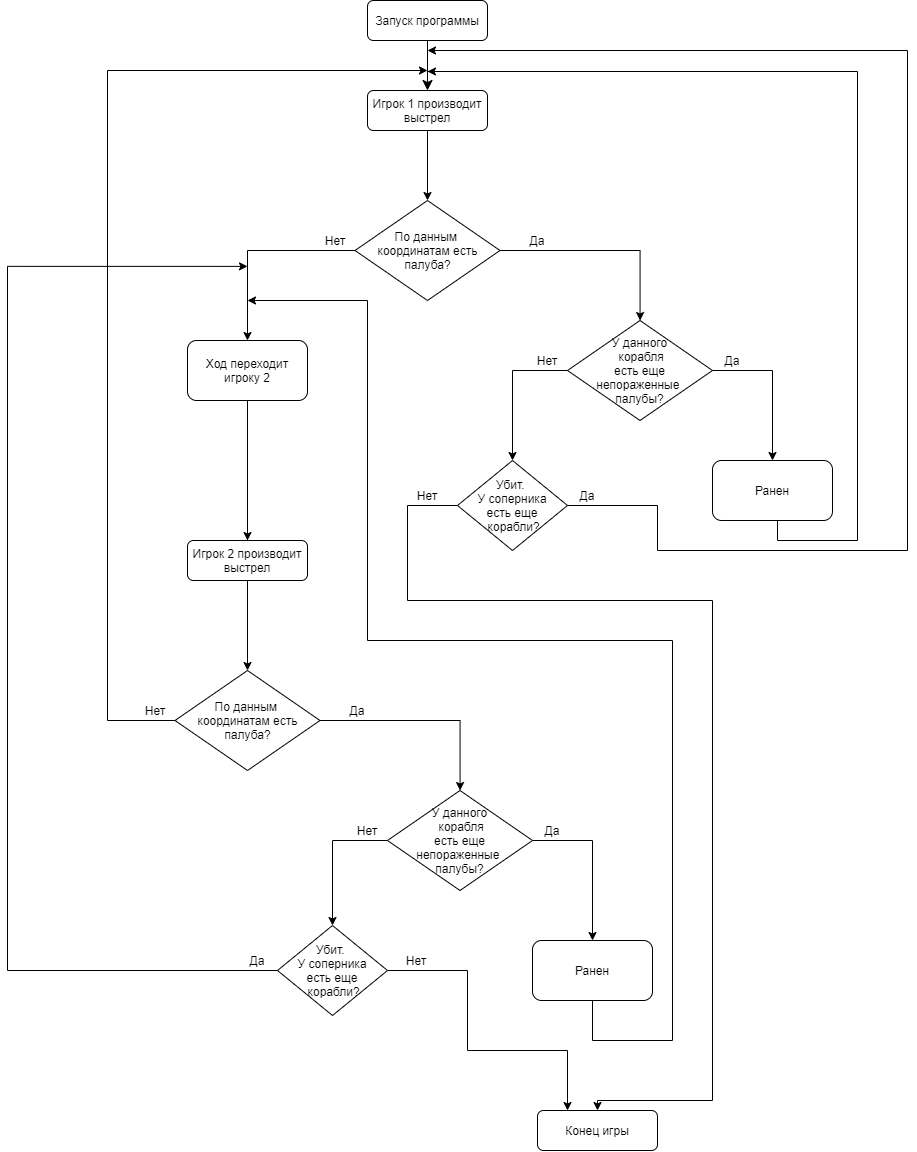 Запуск программы
Игрок 1 производит
выстрел
По данным
координатам есть
палуба?
Нет
Да
У данного
корабля
есть еще
непораженные
палубы?
Нет
Да
Ход переходит
игроку 2
Убит.
У соперника
есть еще
корабли?
Нет
Да
Ранен
Игрок 2 производит
выстрел
По данным
координатам есть
палуба?
Нет
Да
У данного
корабля
есть еще
непораженные
палубы?
Нет
Да
Убит.
У соперника
есть еще
корабли?
Да
Нет
Ранен
Конец игры